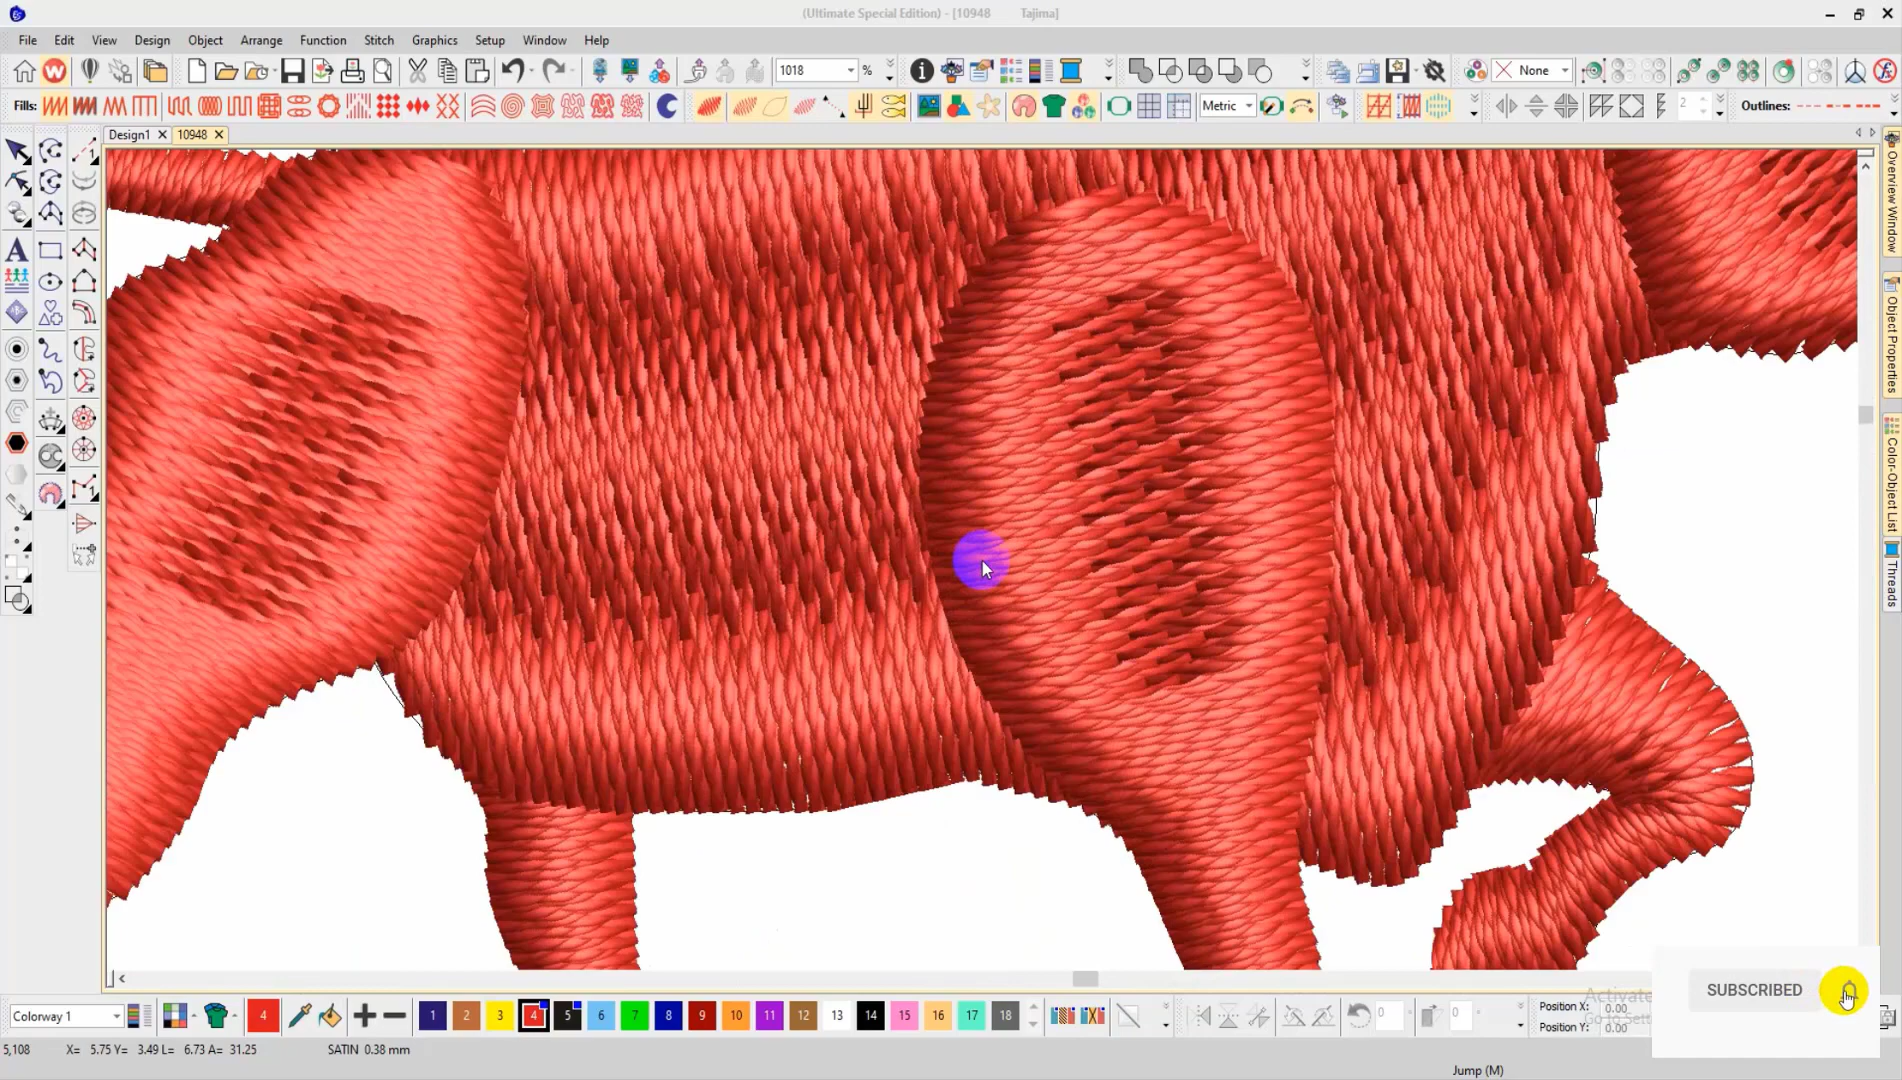 (Ultimate Special Edition) - [10948 Tajima]
File Edit View Design Object Arrange Function Stitch Graphics Setup Window Help
1018 % None
Fills: Metric 2 Outlines:
Design1 10948
Overview Window
Object Properties
Color-Object List
Threads
SUBSCRIBED
Colorway 1 4 1 2 3 4 5 6 7 8 9 10 11 12 13 14 15 16 17 18 0 0 Position X: 0.00
Position Y: 0.00
5,108 X= 5.75 Y= 3.49 L= 6.73 A= 31.25 SATIN 0.38 mm
Jump (M)